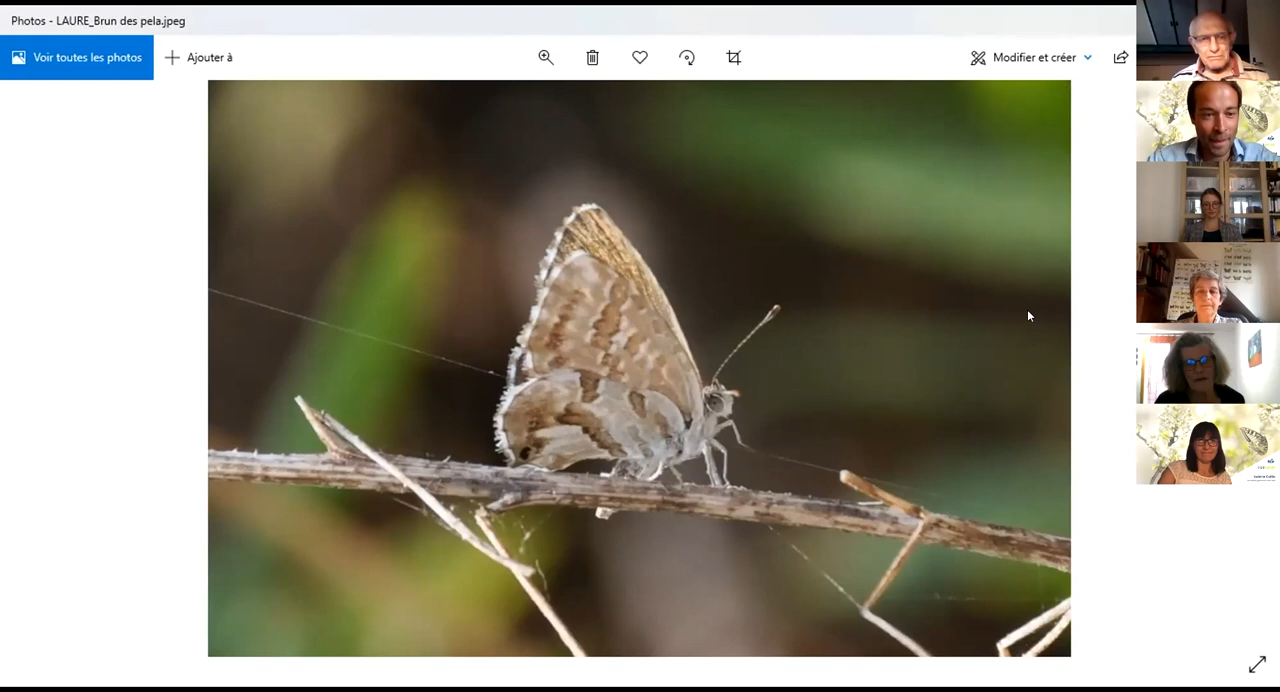 Photos - LAURE_Brun des pela.jpeg
Voir toutes les photos
Ajouter à
Modifier et créer